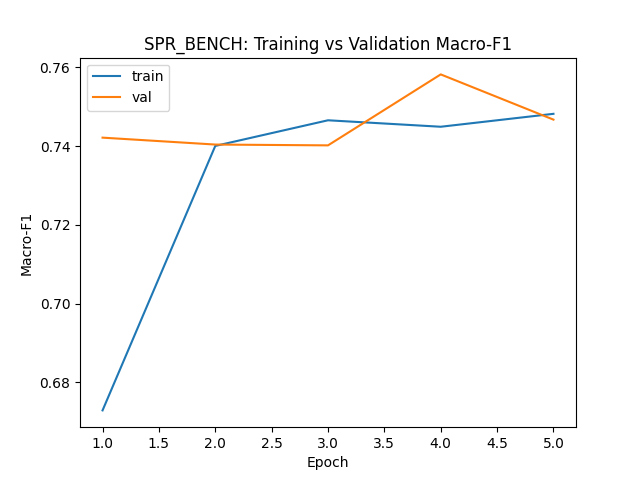 SPR_BENCH: Training vs Validation Macro-F1
train
val
Macro-F1
0.76
0.74
0.72
0.70
0.68
1.0 1.5 2.0 2.5 3.0 3.5 4.0 4.5 5.0
Epoch